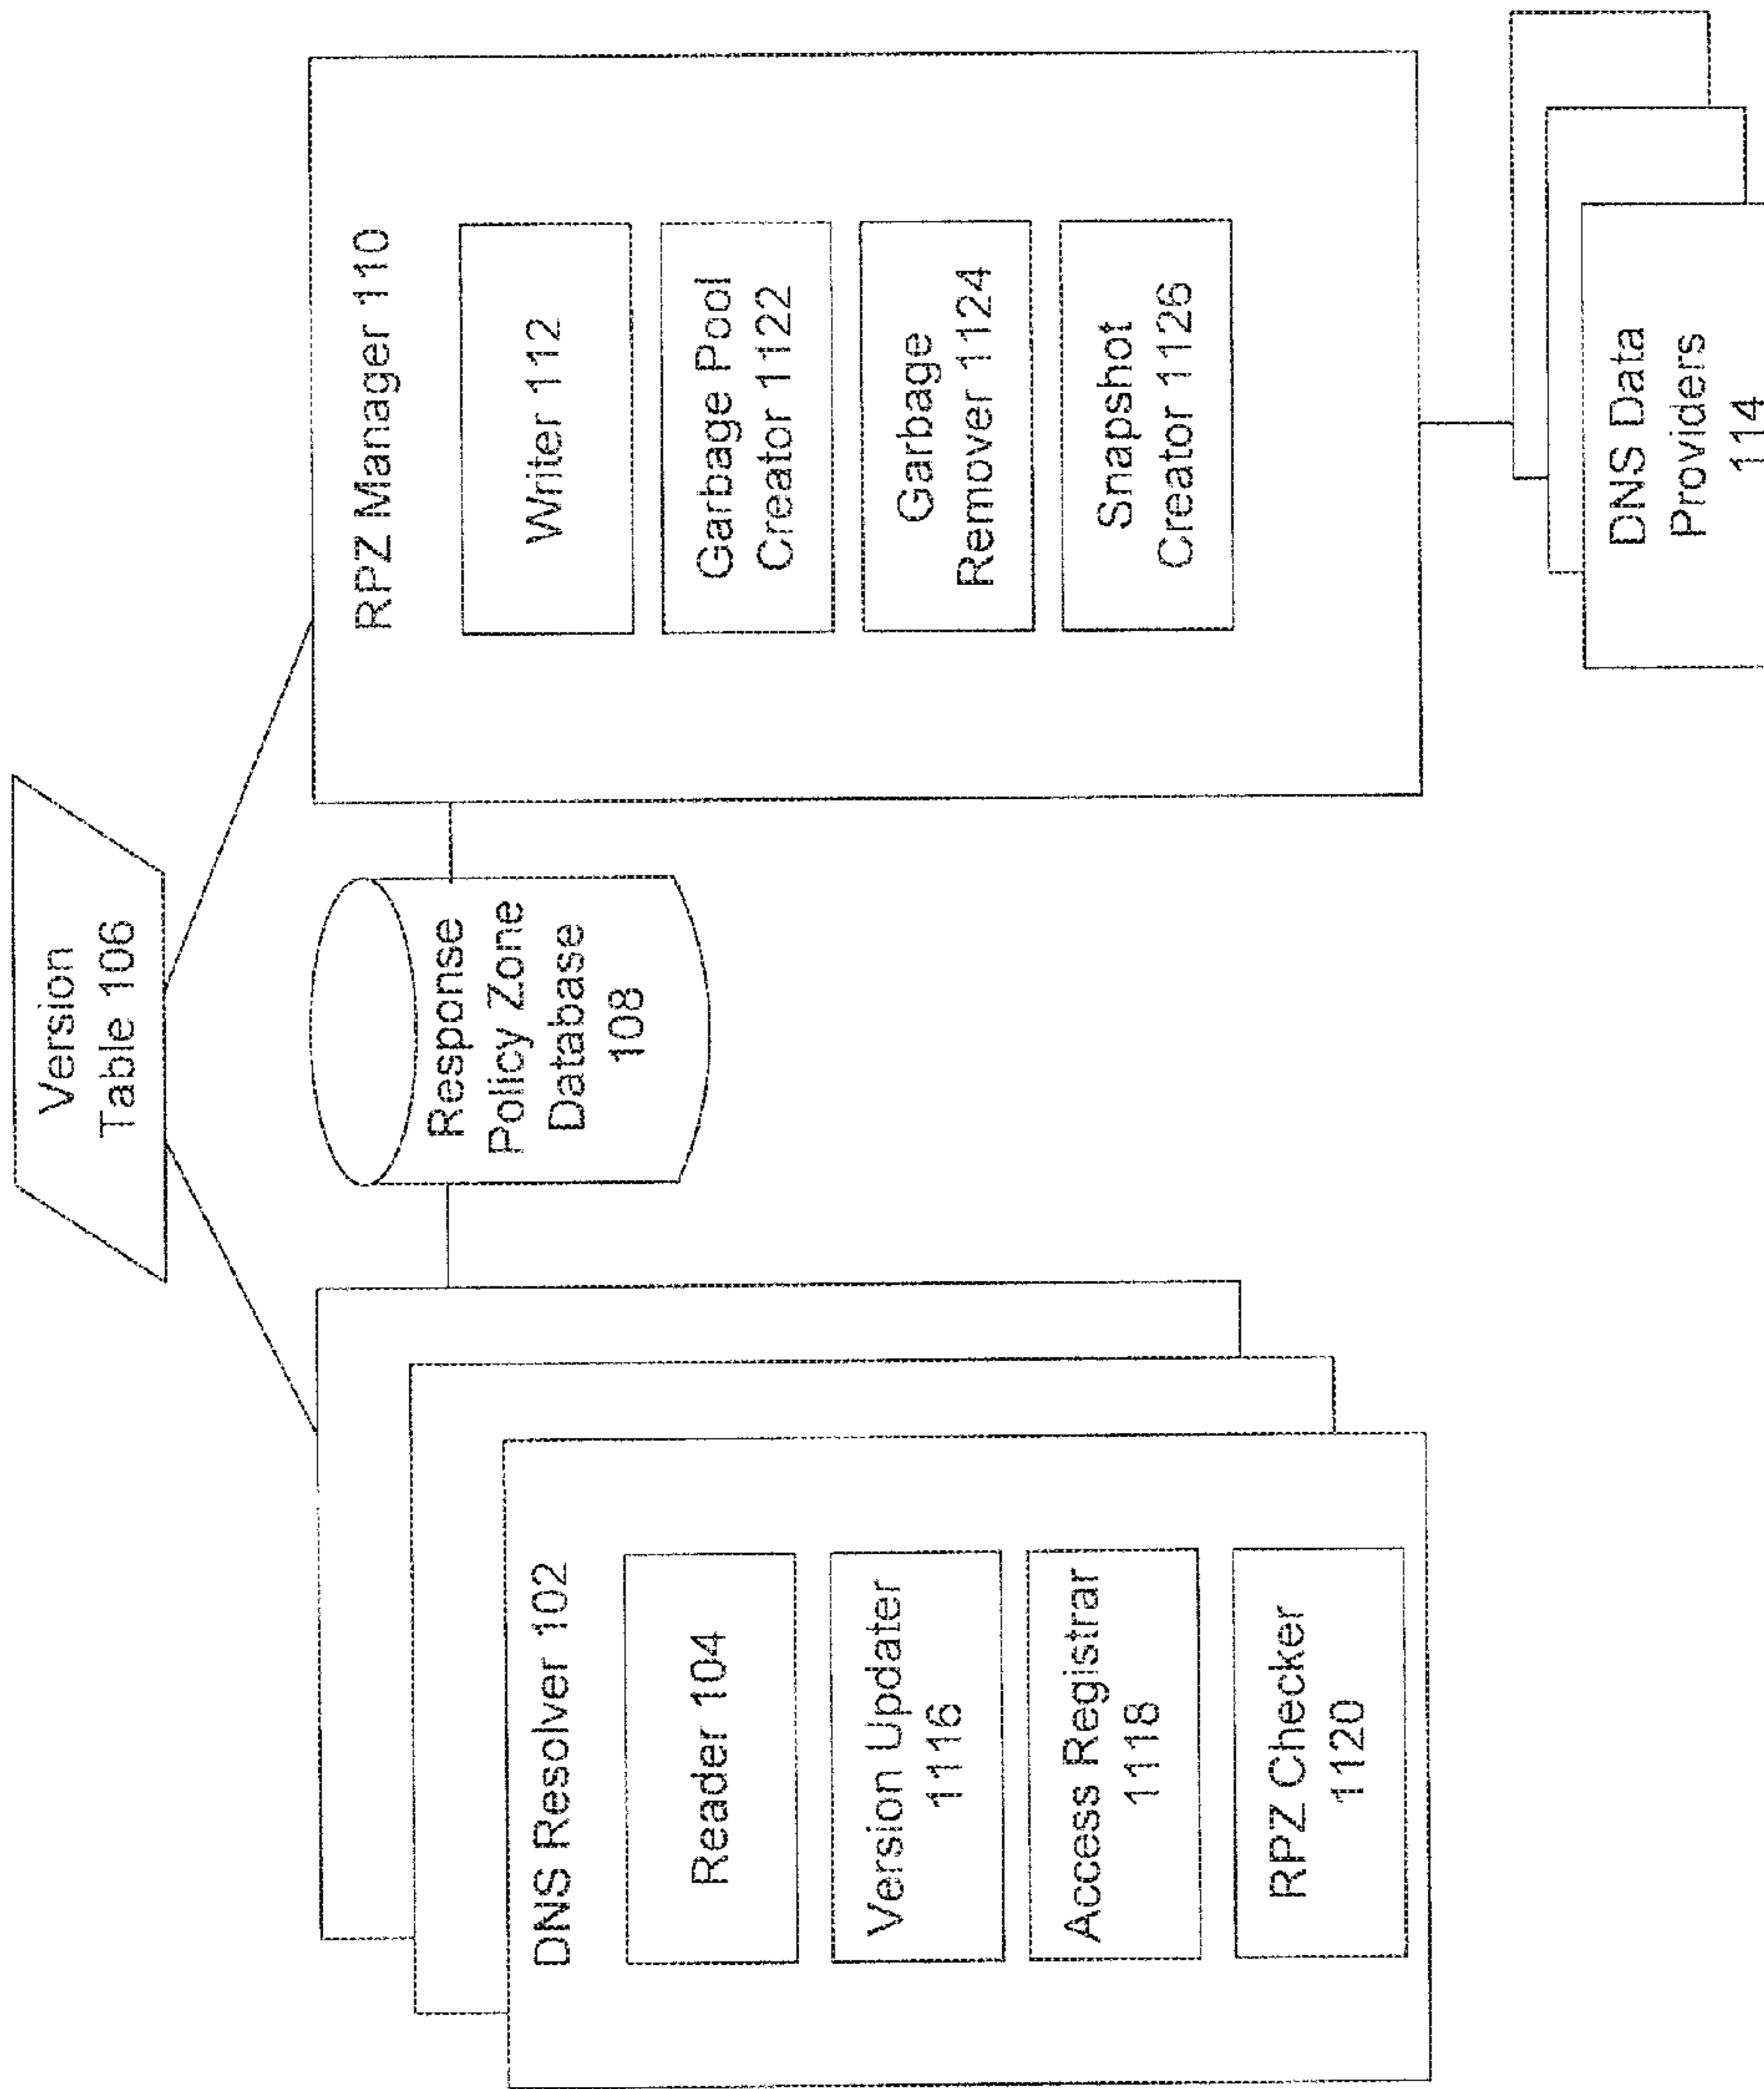 Version
Table 106
DNS Resolver 102
Reader 104
Version Updater
1116
Access Registrar
1118
RPZ Checker
1120
Response
Policy Zone
Database
108
RPZ Manager 110
Writer 112
Garbage Pool
Creator 1122
Garbage
Remover 1124
Snapshot
Creator 1126
DNS Data
Providers
114